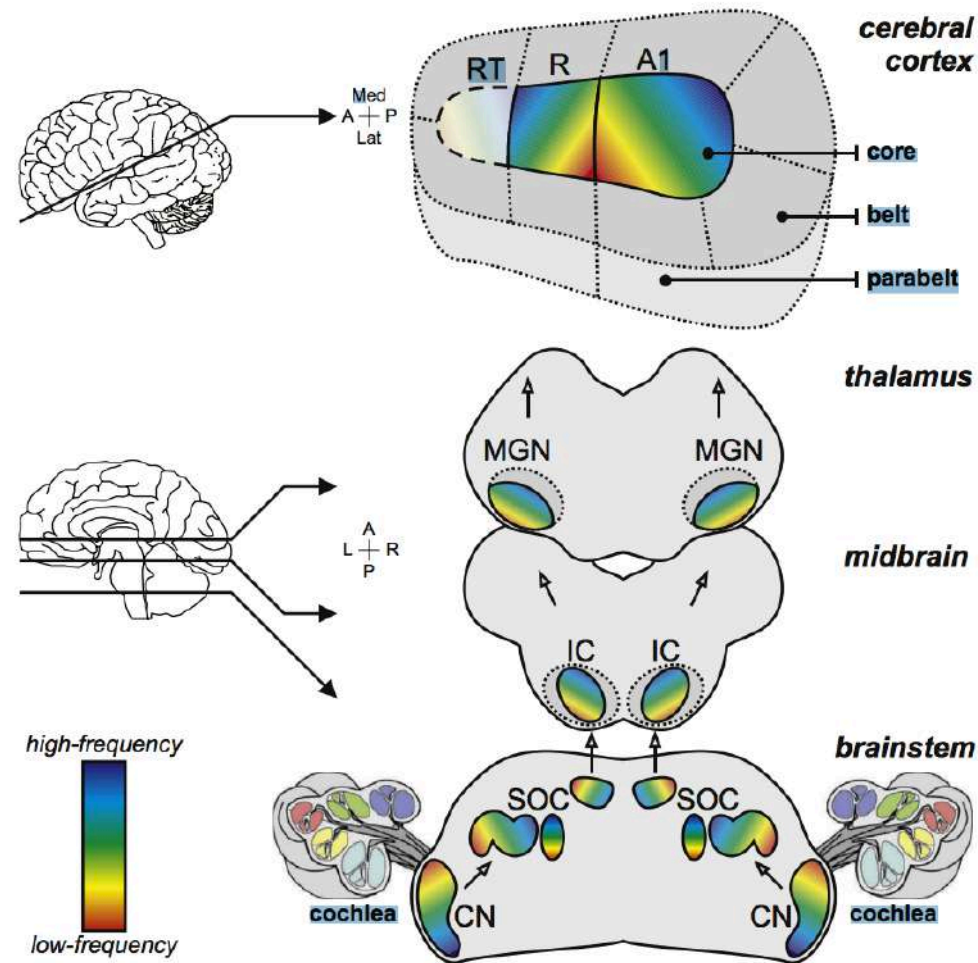 cerebral
cortex
RT R A1
Med
A P
Lat
core
belt
parabelt
thalamus
MGN MGN
A
L R
P
midbrain
IC IC
high-frequency
brainstem
SOC SOC
CN CN
cochlea cochlea
low-frequency